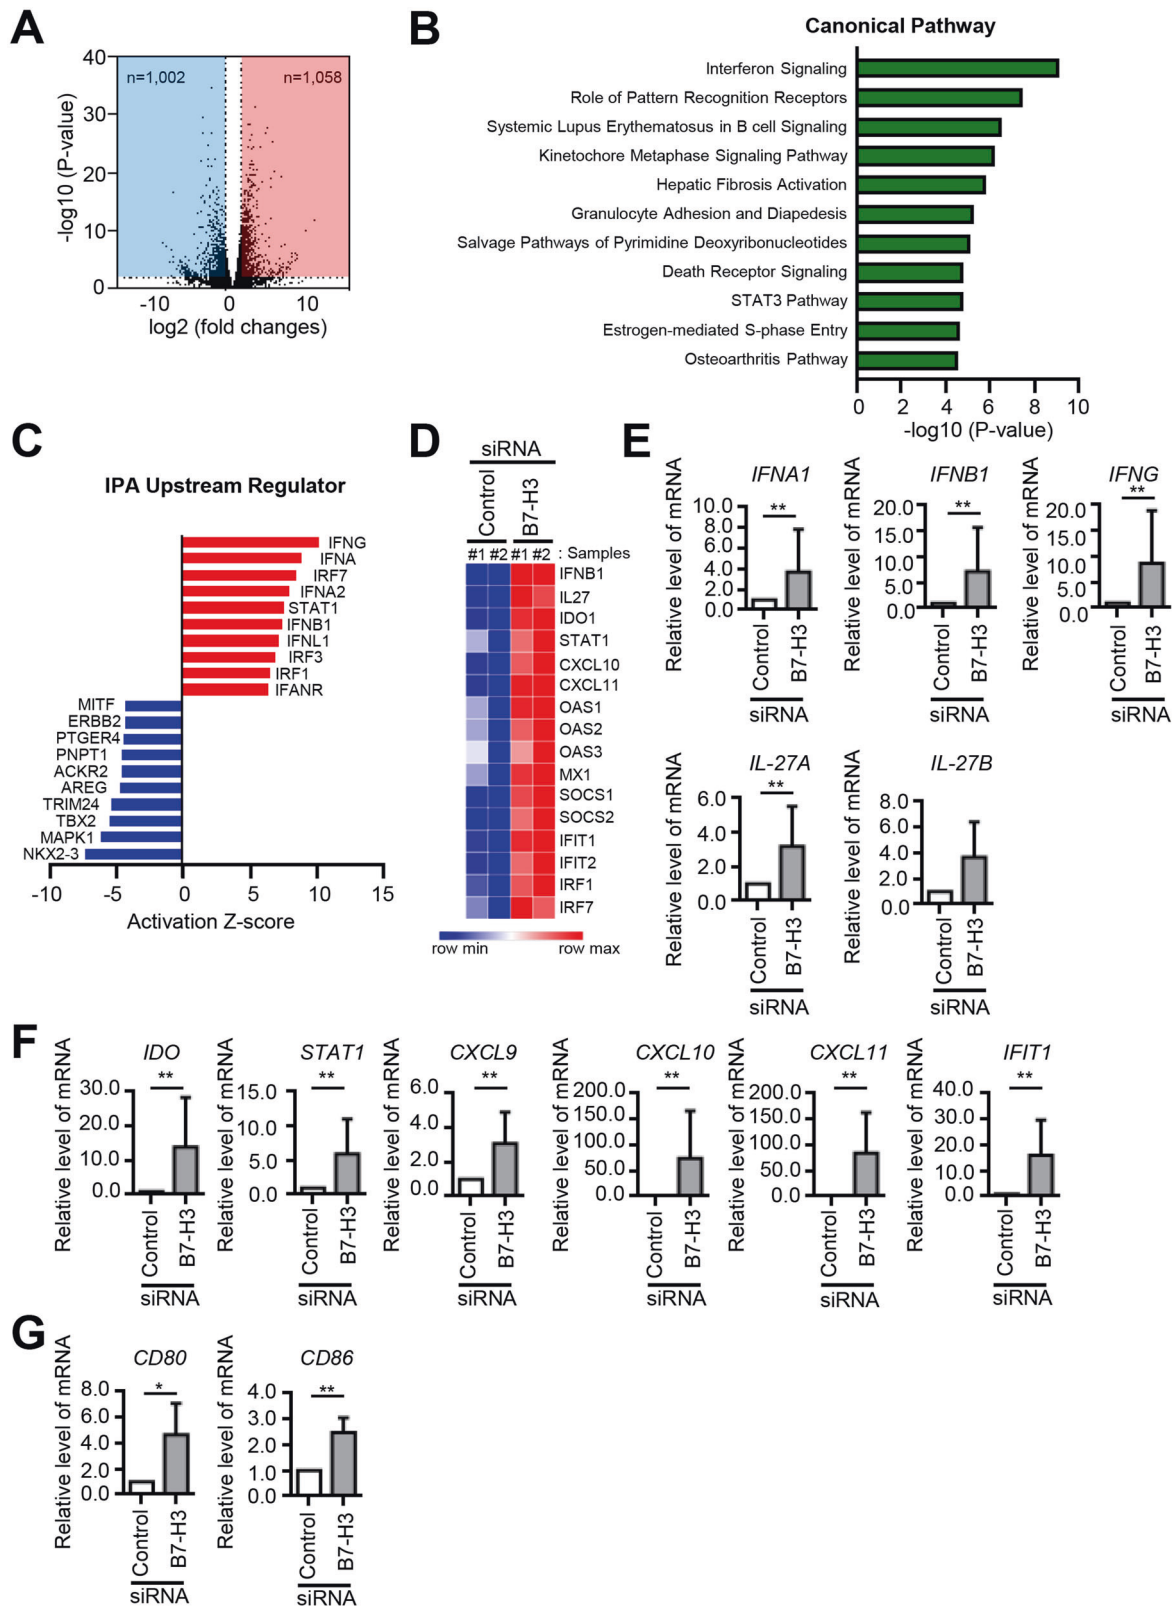 A
n=1,002
n=1,058
40
30
20
10
0
-log10 (P-value)
-10
0
10
log2 (fold changes)
B
Canonical Pathway
Interferon Signaling
Role of Pattern Recognition Receptors
Systemic Lupus Erythematosus in B cell Signaling
Kinetochore Metaphase Signaling Pathway
Hepatic Fibrosis Activation
Granulocyte Adhesion and Diapedesis
Salvage Pathways of Pyrimidine Deoxyribonucleotides
Death Receptor Signaling
STAT3 Pathway
Estrogen-mediated S-phase Entry
Osteoarthritis Pathway
0 2 4 6 8 10
-log10 (P-value)
C
IPA Upstream Regulator
IFNG
IFNA
IRF7
IFNA2
STAT1
IFNB1
IFNL1
IRF3
IRF1
IFANR
MITF
ERBB2
PTGER4
PNPT1
ACKR2
AREG
TRIM24
TBX2
MAPK1
NKX2-3
-10 -5 0 5 10 15
Activation Z-score
D
siRNA
Control
B7-H3
#1 #2 #1 #2 : Samples
IFNB1
IL27
IDO1
STAT1
CXCL10
CXCL11
OAS1
OAS2
OAS3
MX1
SOCS1
SOCS2
IFIT1
IFIT2
IRF1
IRF7
row min
row max
E
IFNA1
**
Relative level of mRNA
10.0
8.0
6.0
4.0
2.0
0.0
Control
B7-H3
siRNA
IFNB1
**
Relative level of mRNA
20.0
15.0
10.0
5.0
0.0
Control
B7-H3
siRNA
IFNG
**
Relative level of mRNA
20.0
15.0
10.0
5.0
0.0
Control
B7-H3
siRNA
IL-27A
**
Relative level of mRNA
6.0
4.0
2.0
0.0
Control
B7-H3
siRNA
IL-27B
Relative level of mRNA
8.0
6.0
4.0
2.0
0.0
Control
B7-H3
siRNA
F
IDO
**
Relative level of mRNA
30.0
20.0
10.0
0.0
Control
B7-H3
siRNA
STAT1
**
Relative level of mRNA
15.0
10.0
5.0
0.0
Control
B7-H3
siRNA
CXCL9
**
Relative level of mRNA
6.0
4.0
2.0
0.0
Control
B7-H3
siRNA
CXCL10
**
Relative level of mRNA
200.0
150.0
100.0
50.0
0.0
Control
B7-H3
siRNA
CXCL11
**
Relative level of mRNA
200.0
150.0
100.0
50.0
0.0
Control
B7-H3
siRNA
IFIT1
**
Relative level of mRNA
40.0
30.0
20.0
10.0
0.0
Control
B7-H3
siRNA
G
CD80
*
Relative level of mRNA
8.0
6.0
4.0
2.0
0.0
Control
B7-H3
siRNA
CD86
**
Relative level of mRNA
4.0
3.0
2.0
1.0
0.0
Control
B7-H3
siRNA